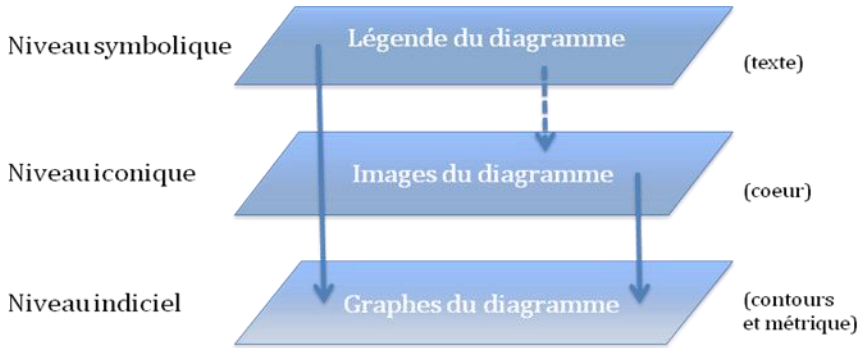 Niveau symbolique
Légende du diagramme
(texte)
Niveau iconique
Images du diagramme
(coeur)
Niveau indiciel
Graphes du diagramme
(contours
et métrique)